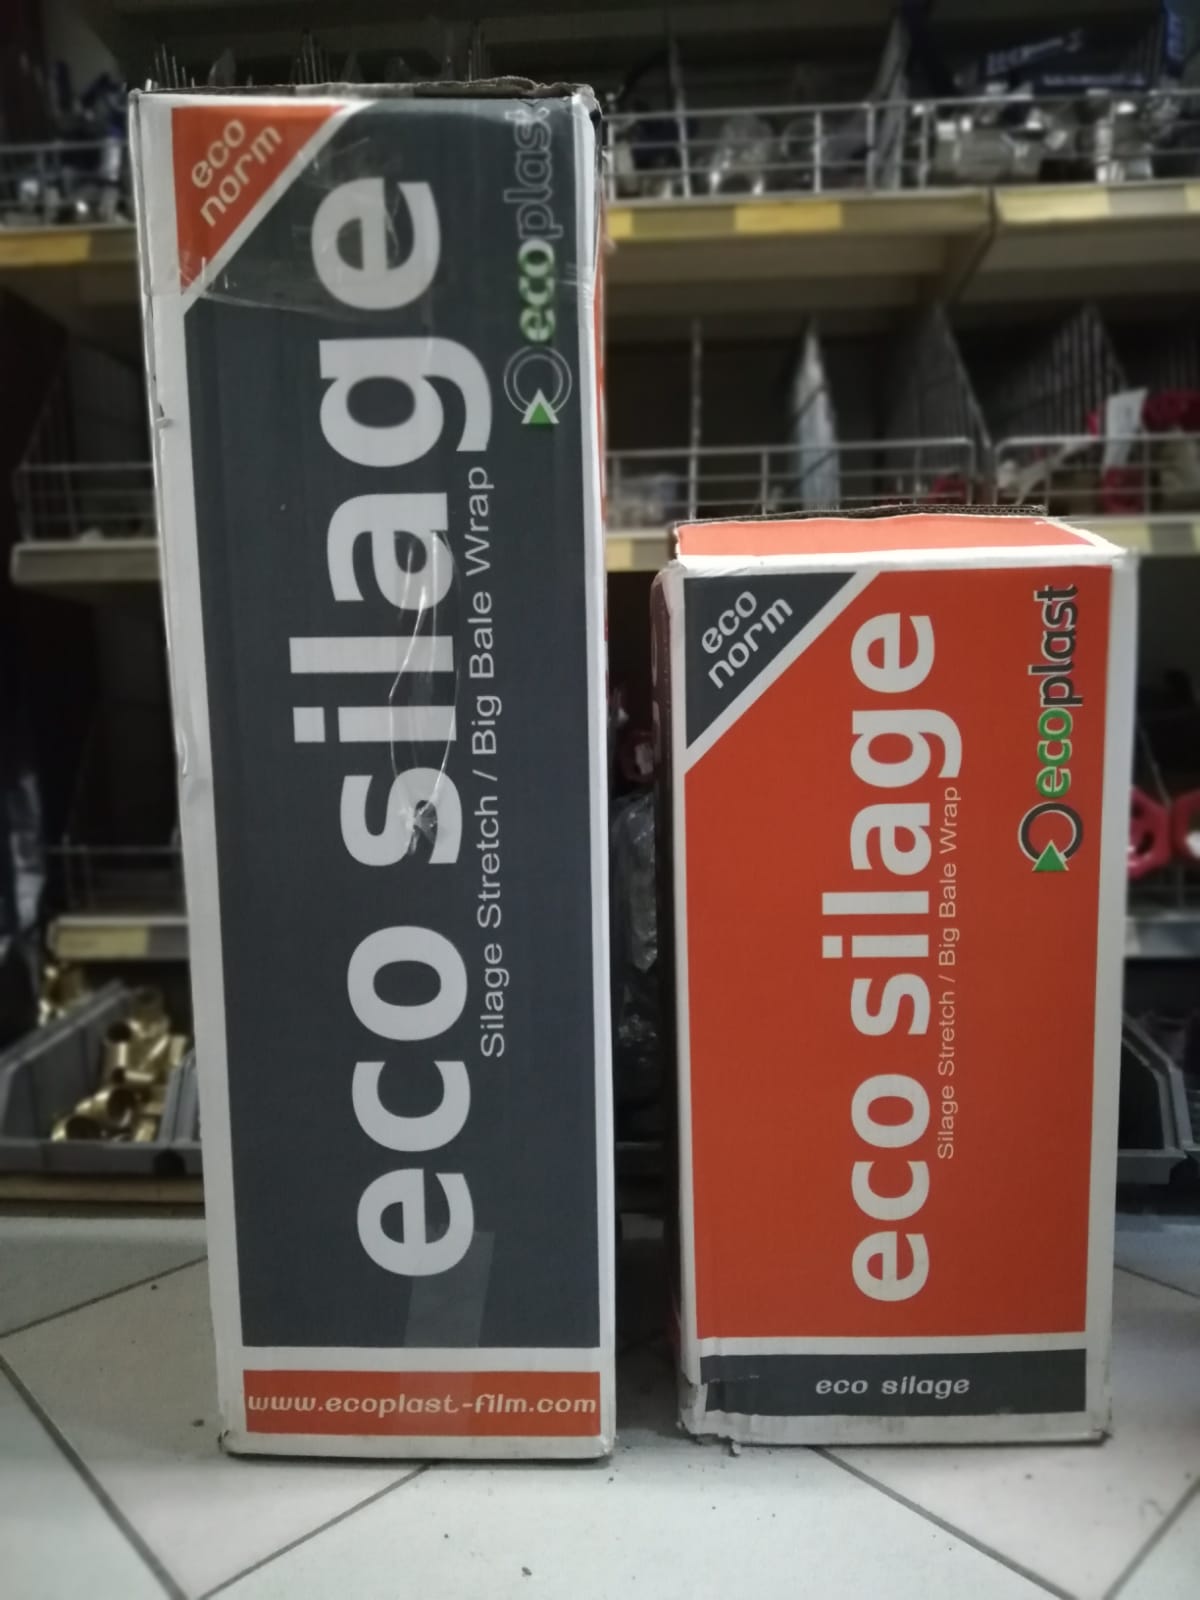 eco
norm
eco silage
Silage Stretch / Big Bale Wrap
ecoplast
www.ecoplast-film.com
eco
norm
eco silage
Silage Stretch / Big Bale Wrap
ecoplast
eco silage